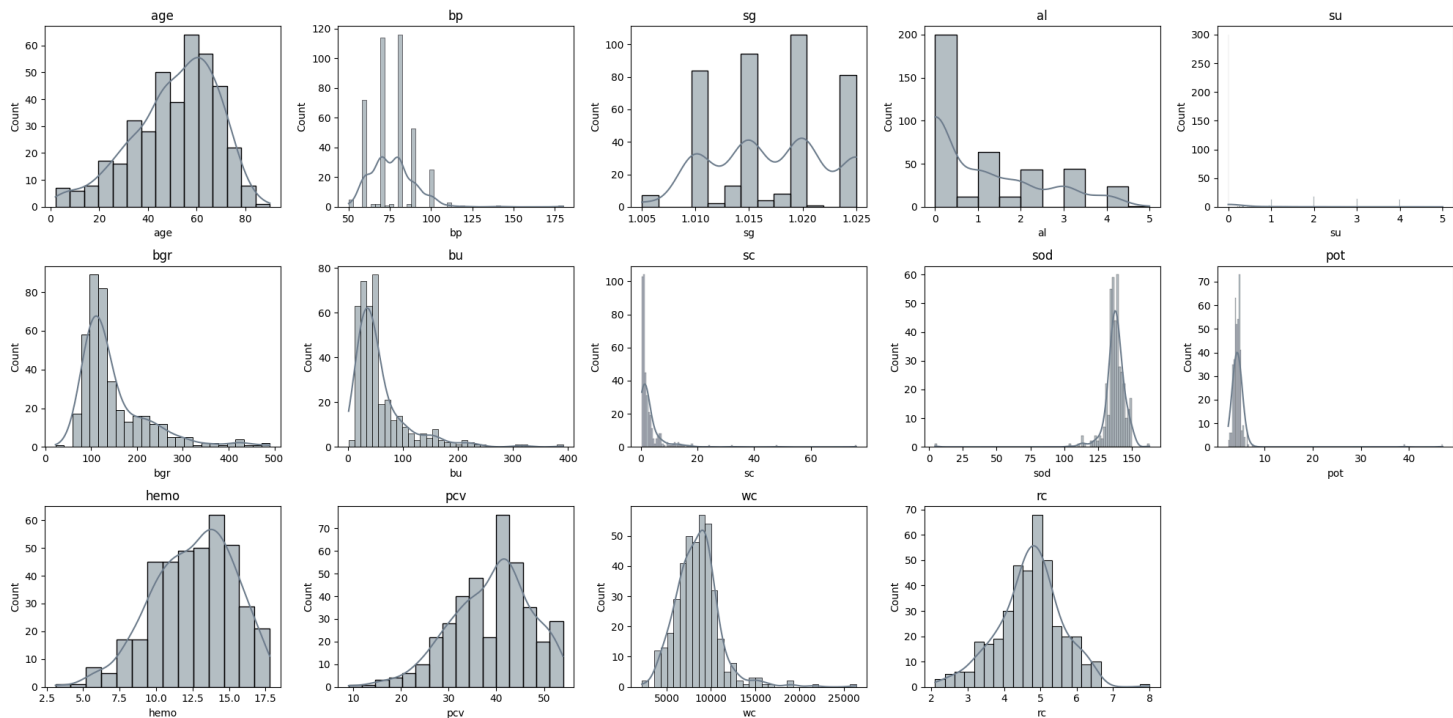 age bp sg al su
60
50
40
30
20
10
0
0 20 40 60 80
Count
age
120
100
80
60
40
20
0
50 75 100 125 150 175
Count
bp
100
80
60
40
20
0
1.005 1.010 1.015 1.020 1.025
Count
sg
200
150
100
50
0
0 1 2 3 4 5
Count
al
300
250
200
150
100
50
0
0 1 2 3 4 5
Count
su
bgr bu sc sod pot
80
60
40
20
0
0 100 200 300 400 500
Count
bgr
80
60
40
20
0
0 100 200 300 400
Count
bu
100
80
60
40
20
0
0 20 40 60
Count
sc
60
50
40
30
20
10
0
0 25 50 75 100 125 150
Count
sod
70
60
50
40
30
20
10
0
10 20 30 40
Count
pot
hemo pcv wc rc
60
50
40
30
20
10
0
2.5 5.0 7.5 10.0 12.5 15.0 17.5
Count
hemo
70
60
50
40
30
20
10
0
10 20 30 40 50
Count
pcv
50
40
30
20
10
0
5000 10000 15000 20000 25000
Count
wc
70
60
50
40
30
20
10
0
2 3 4 5 6 7 8
Count
rc